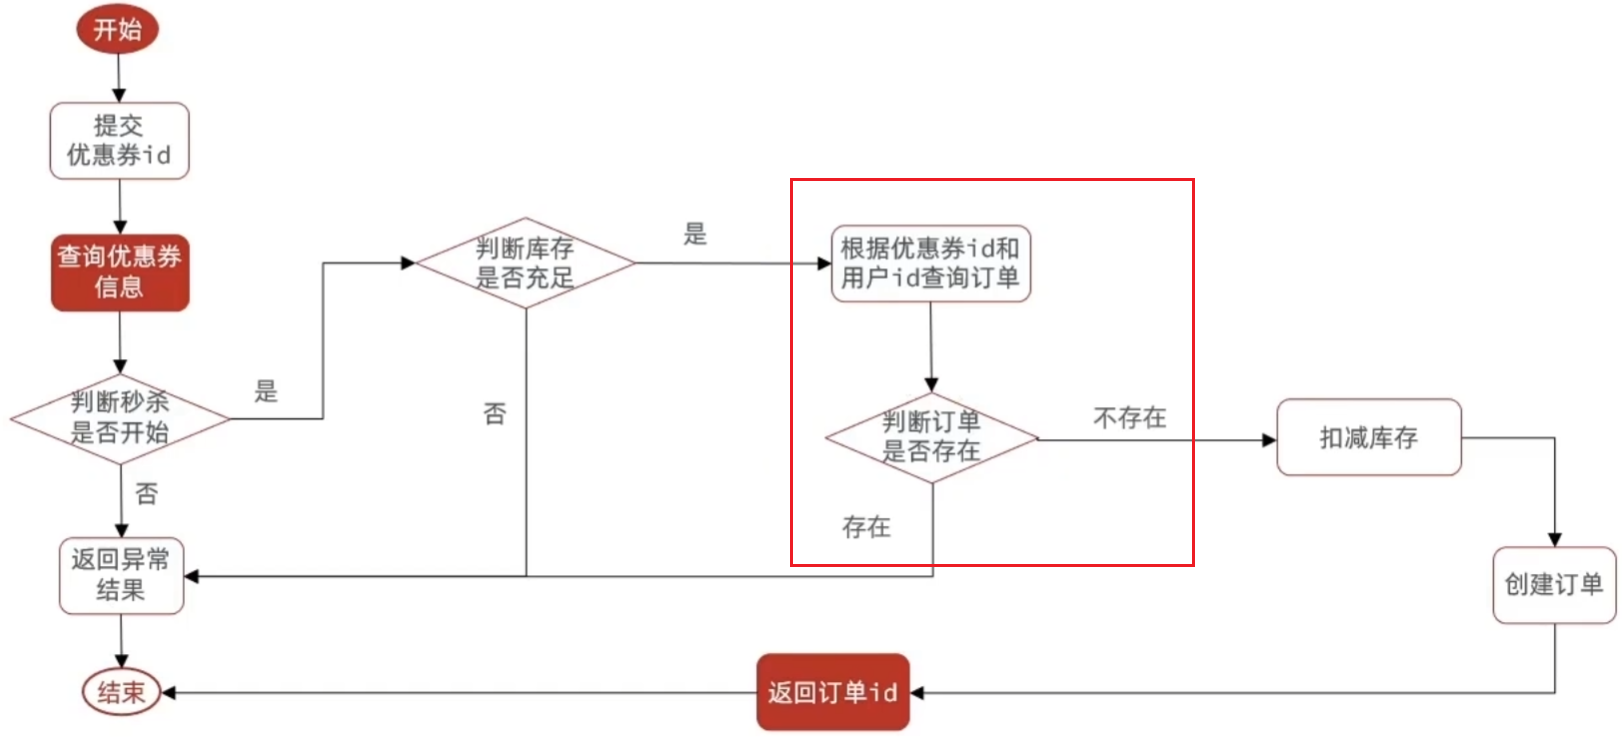 开始
提交
优惠券id
查询优惠券
信息
判断秒杀
是否开始
是
否
返回异常
结果
结束
判断库存
是否充足
是
否
根据优惠券id和
用户id查询订单
判断订单
是否存在
不存在
存在
扣减库存
创建订单
返回订单id